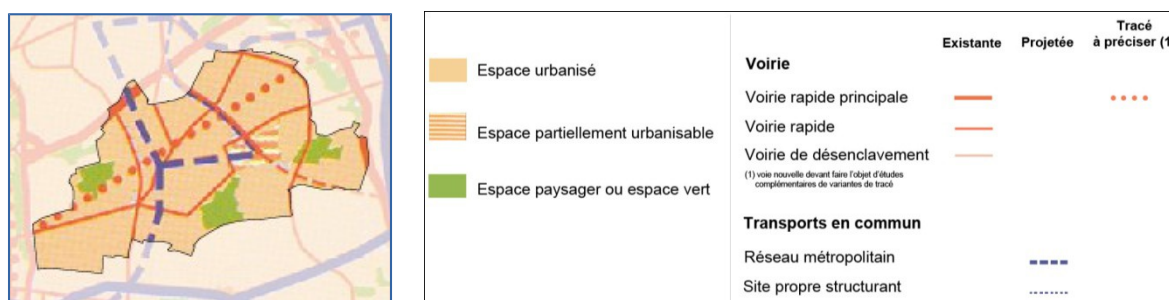 Espace urbanisé
Espace partiellement urbanisable
Espace paysager ou espace vert
Existante Projetée Tracé
à préciser (1
Voirie
Voirie rapide principale
Voirie rapide
Voirie de désenclavement
(1) voie nouvelle devant faire l'objet d'études
complémentaires de variantes de tracé
Transports en commun
Réseau métropolitain
Site propre structurant